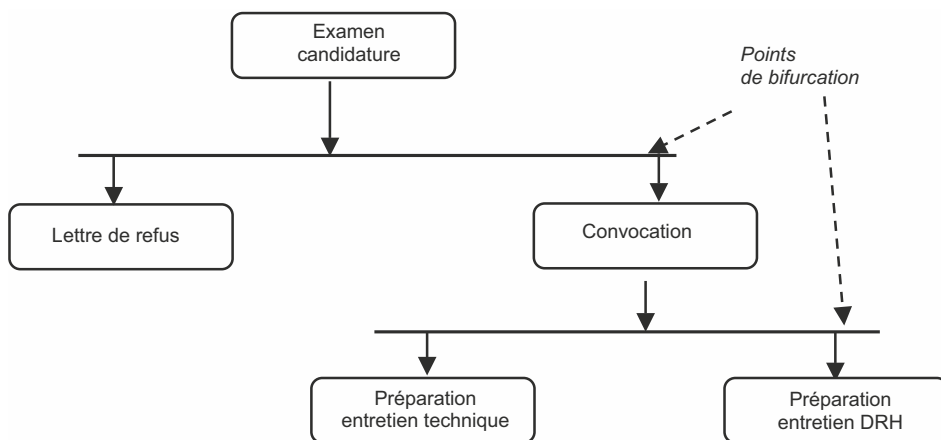 Examen
candidature
Points
de bifurcation
Lettre de refus
Convocation
Préparation
entretien technique
Préparation
entretien DRH